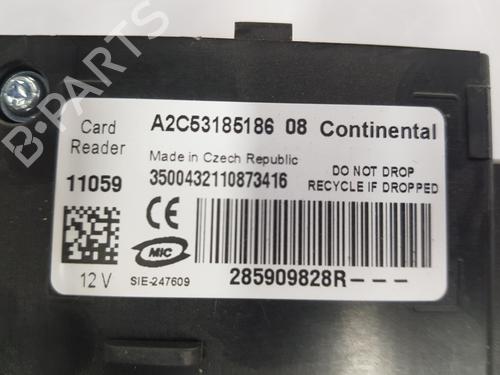 Card Reader
A2C53185186 08 Continental
Made in Czech Republic
11059
3500432110873416
DO NOT DROP
RECYCLE IF DROPPED
CE
MIC
12 V
SIE-247609
285909828R---
B-PARTS